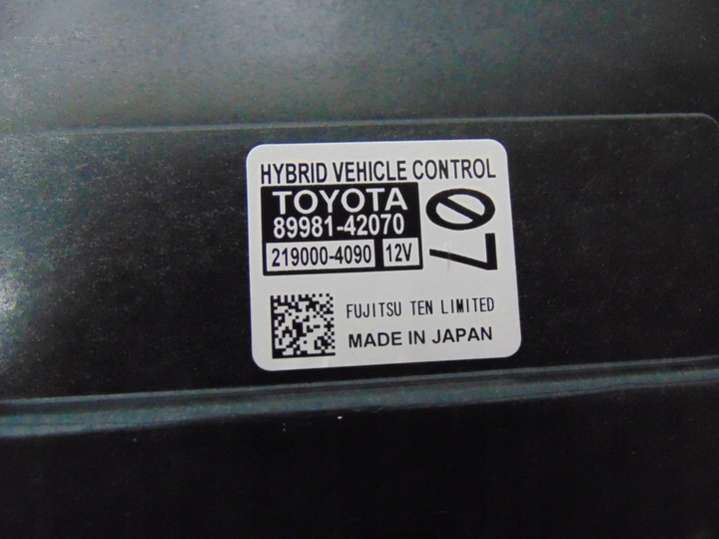 HYBRID VEHICLE CONTROL
TOYOTA
89981-42070
219000-4090 12V
07
FUJITSU TEN LIMITED
MADE IN JAPAN